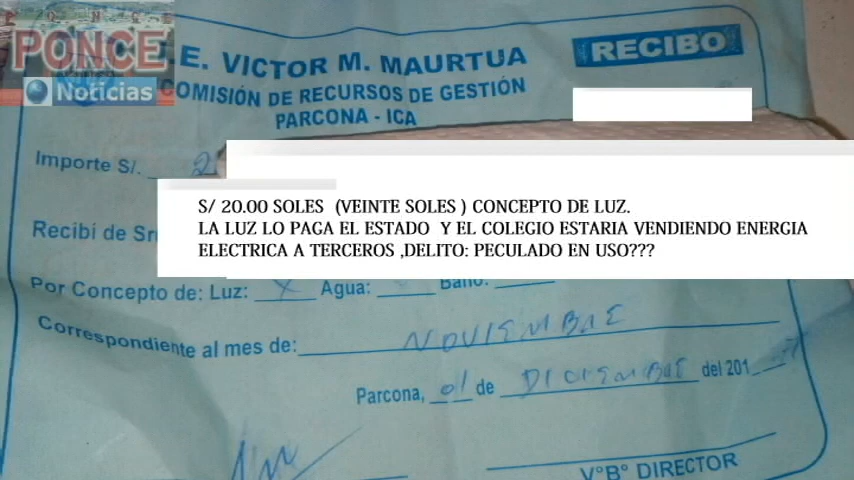 PONCE
Noticias
.E. VICTOR M. MAURTUA
RECIBO
COMISIÓN DE RECURSOS DE GESTIÓN
PARCONA - ICA
Importe S/. 2
S/ 20.00 SOLES (VEINTE SOLES ) CONCEPTO DE LUZ.
LA LUZ LO PAGA EL ESTADO Y EL COLEGIO ESTARIA VENDIENDO ENERGIA
ELECTRICA A TERCEROS ,DELITO: PECULADO EN USO???
Recibí de Sr
Por Concepto de: Luz: X Agua: Baño:
Correspondiente al mes de: NOVIEMBRE
Parcona, 01 de DICIEMBRE del 201
V°B° DIRECTOR